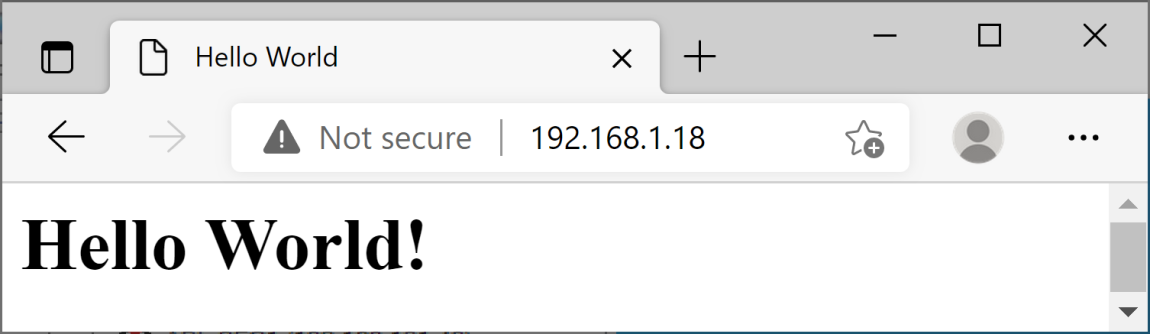 Hello World
Not secure | 192.168.1.18
Hello World!